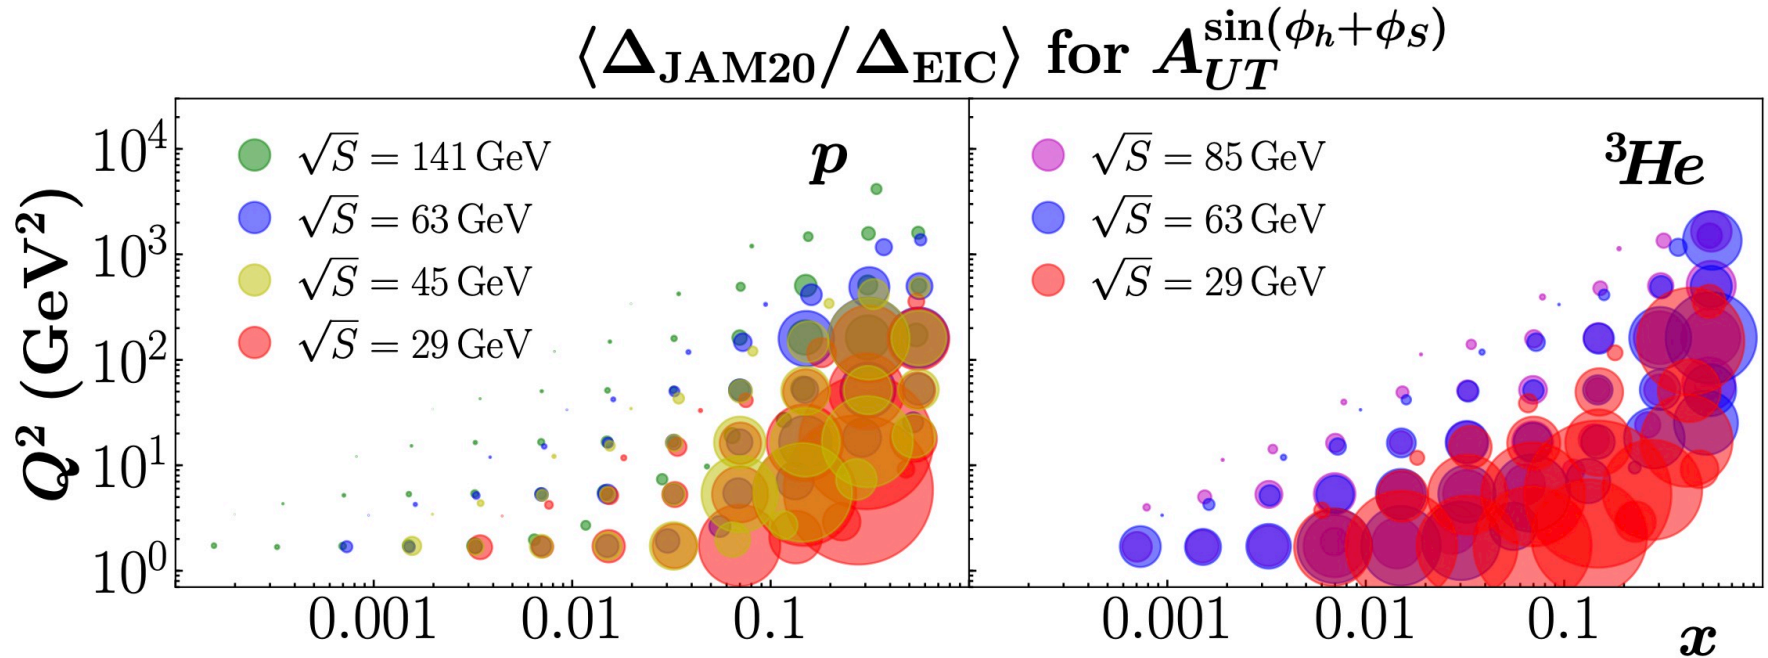 ⟨Δ_JAM20/Δ_EIC⟩ for A_UT^sin(ϕ_h+ϕ_S)
Q² (GeV²)
10⁴
10³
10²
10¹
10⁰
√S = 141 GeV
√S = 63 GeV
√S = 45 GeV
√S = 29 GeV
p
0.001
0.01
0.1
√S = 85 GeV
√S = 63 GeV
√S = 29 GeV
³He
0.001
0.01
0.1
x